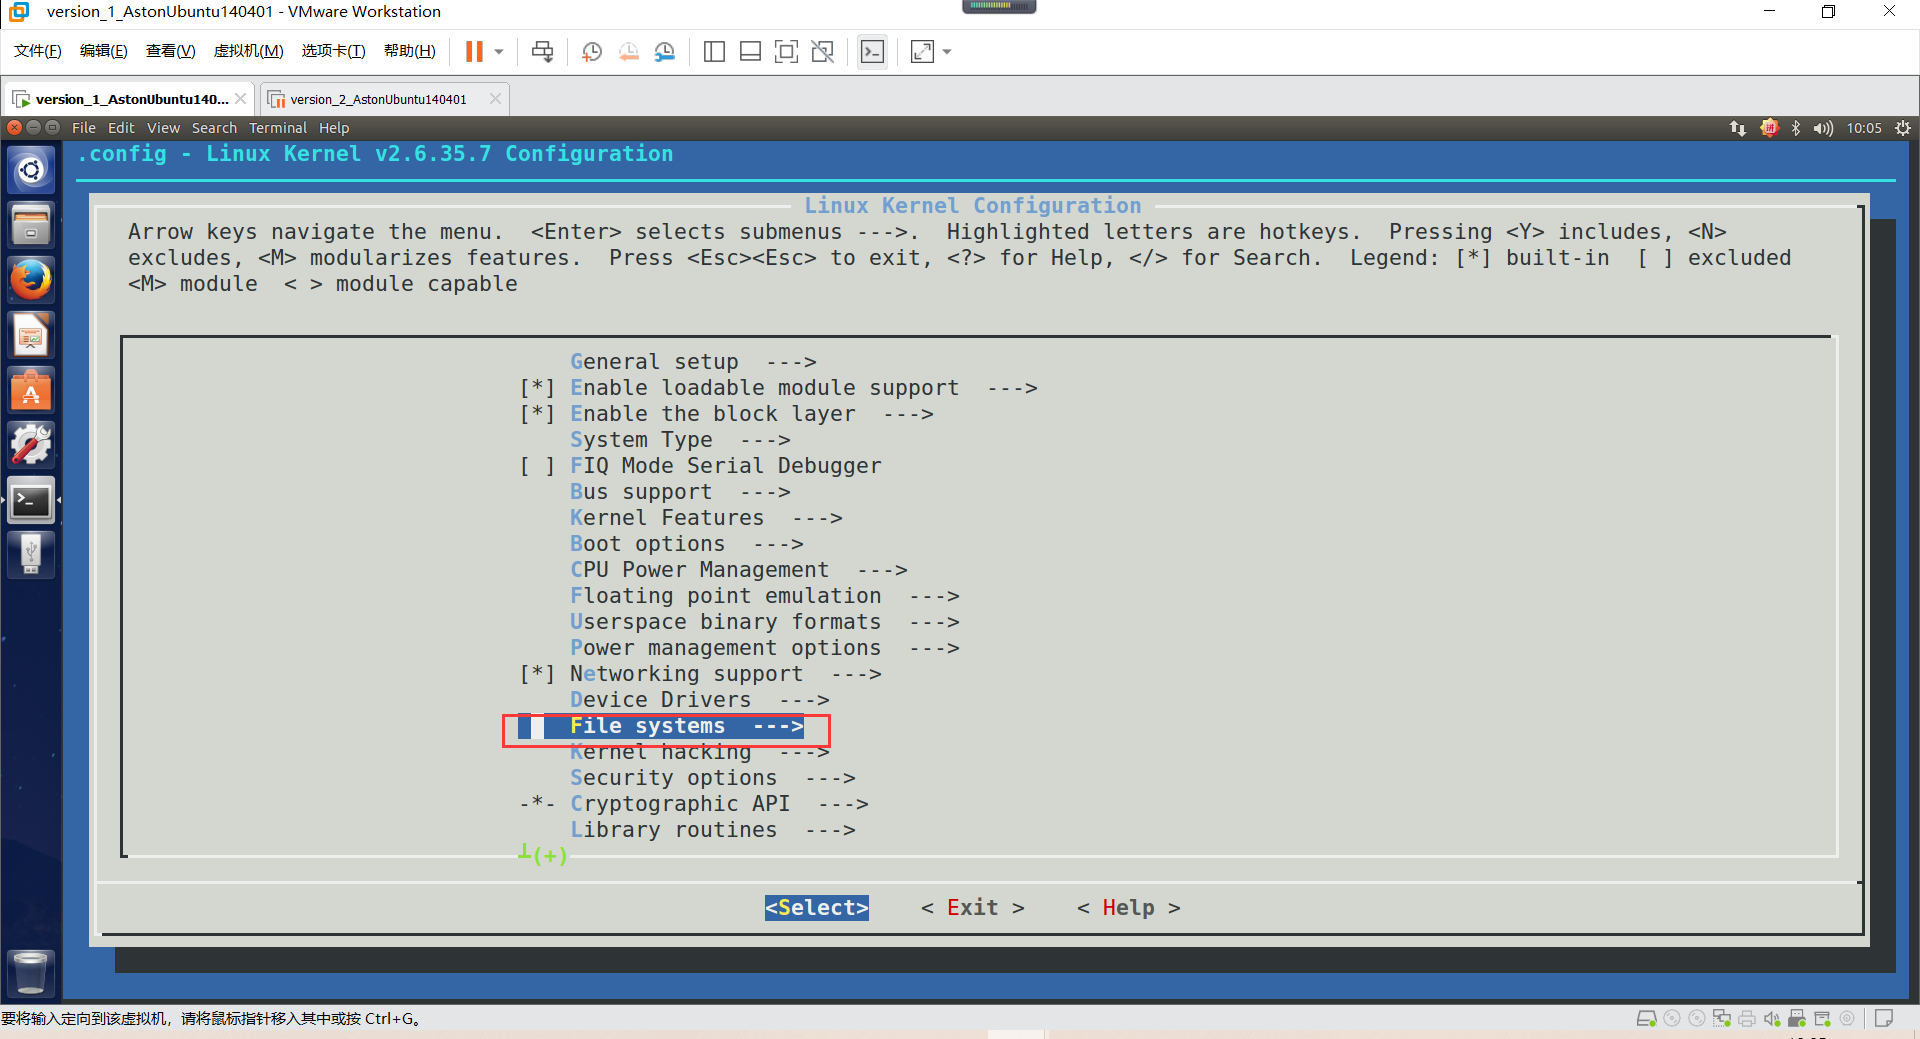 version_1_AstonUbuntu140401 - VMware Workstation
文件(F) 编辑(E) 查看(V) 虚拟机(M) 选项卡(T) 帮助(H)
version_1_AstonUbuntu140... version_2_AstonUbuntu140401
File Edit View Search Terminal Help 10:05
.config - Linux Kernel v2.6.35.7 Configuration
Linux Kernel Configuration
Arrow keys navigate the menu.  <Enter> selects submenus --->.  Highlighted letters are hotkeys.  Pressing <Y> includes, <N>
excludes, <M> modularizes features.  Press <Esc><Esc> to exit, <?> for Help, </> for Search.  Legend: [*] built-in  [ ] excluded
<M> module  < > module capable
General setup  --->
[*] Enable loadable module support  --->
[*] Enable the block layer  --->
System Type  --->
[ ] FIQ Mode Serial Debugger
Bus support  --->
Kernel Features  --->
Boot options  --->
CPU Power Management  --->
Floating point emulation  --->
Userspace binary formats  --->
Power management options  --->
[*] Networking support  --->
Device Drivers  --->
File systems  --->
Kernel hacking  --->
Security options  --->
-*- Cryptographic API  --->
Library routines  --->
┴(+)
<Select>    < Exit >    < Help >
要将输入定向到该虚拟机，请将鼠标指针移入其中或按 Ctrl+G。